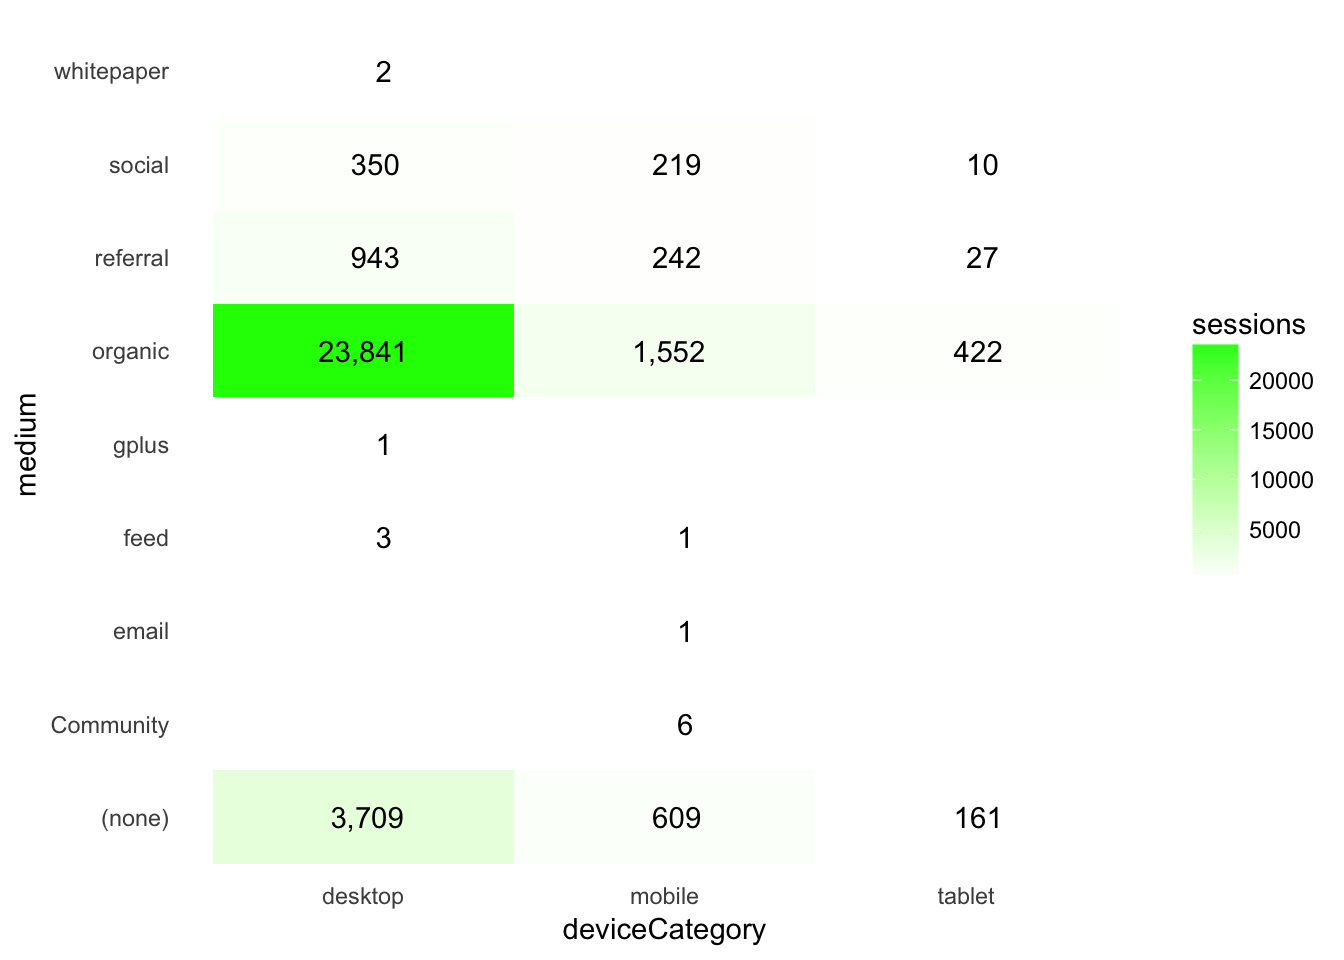 whitepaper 2
social 350 219 10
referral 943 242 27
organic 23,841 1,552 422
gplus 1
feed 3 1
email 1
Community 6
(none) 3,709 609 161
desktop mobile tablet
deviceCategory
medium
sessions
20000
15000
10000
5000